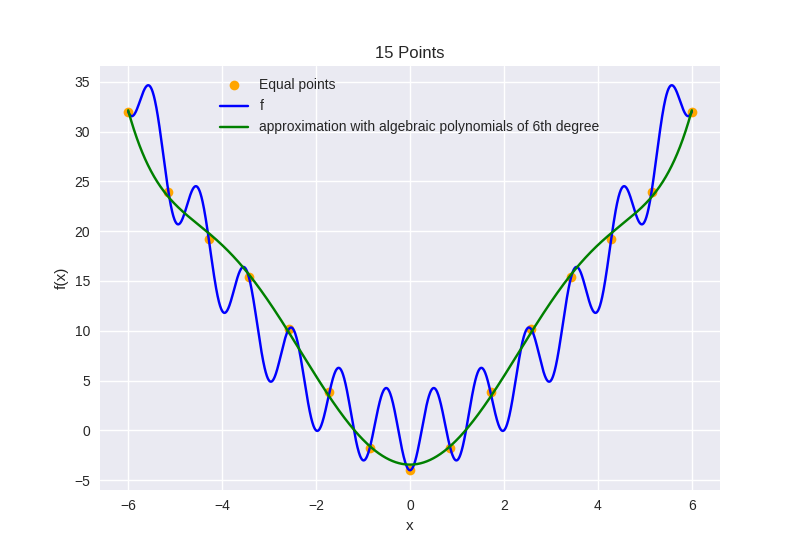 15 Points
Equal points
f
approximation with algebraic polynomials of 6th degree
35
30
25
20
15
10
5
0
−5
f(x)
−6 −4 −2 0 2 4 6
x